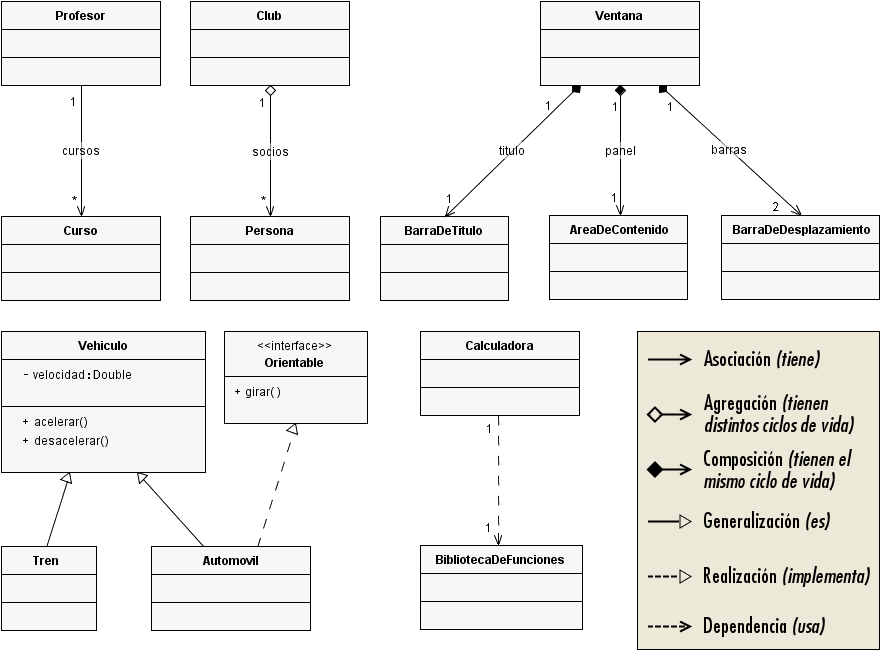 Profesor
Club
Ventana
1
1
1
1
1
cursos
socios
titulo
panel
barras
*
*
1
1
2
Curso
Persona
BarraDeTitulo
AreaDeContenido
BarraDeDesplazamiento
Vehiculo
- velocidad:Double
+ acelerar()
+ desacelerar()
<<interface>>
Orientable
+ girar()
Calculadora
1
1
Tren
Automovil
BibliotecaDeFunciones
Asociación (tiene)
Agregación (tienen
distintos ciclos de vida)
Composición (tienen el
mismo ciclo de vida)
Generalización (es)
Realización (implementa)
Dependencia (usa)